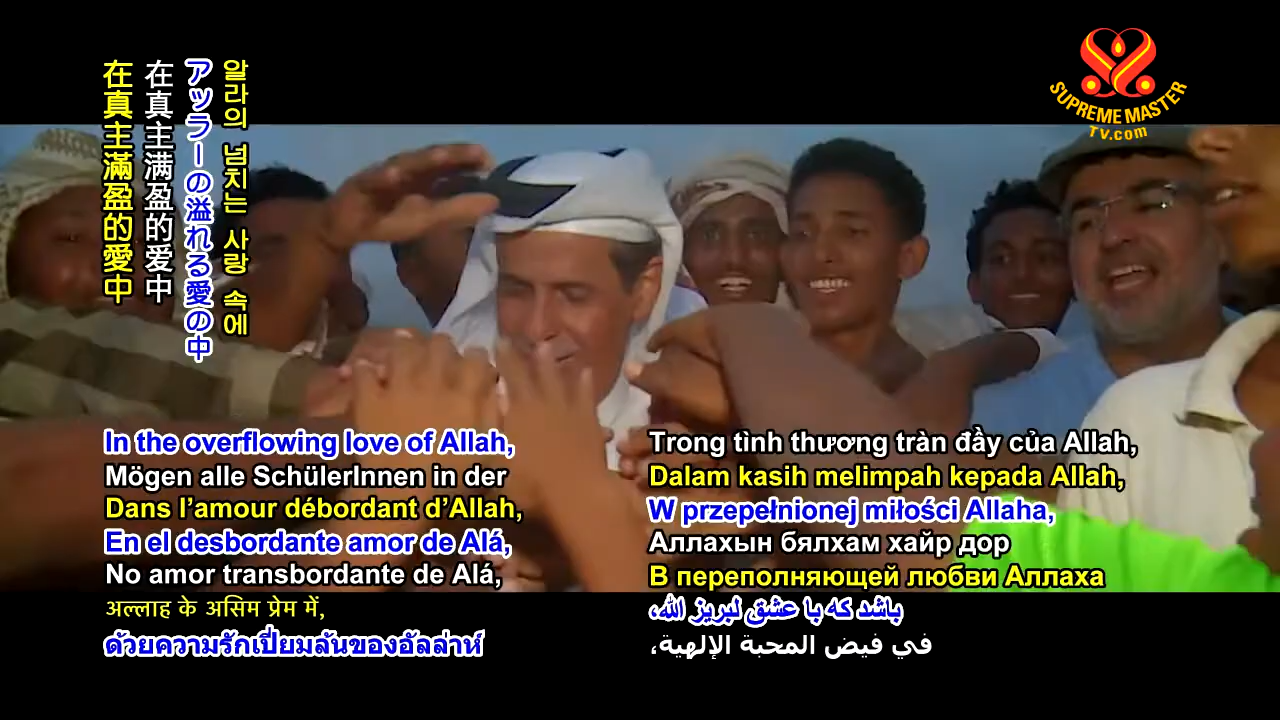 在真主滿盈的愛中
在真主满盈的爱中
アッラーの溢れる愛の中
알라의 넘치는 사랑 속에
SUPREME MASTER
TV.com
In the overflowing love of Allah,
Mögen alle SchülerInnen in der
Dans l’amour débordant d’Allah,
En el desbordante amor de Alá,
No amor transbordante de Alá,
अल्लाह के असिम प्रेम में,
ด้วยความรักเปี่ยมล้นของอัลล่าห์
Trong tình thương tràn đầy của Allah,
Dalam kasih melimpah kepada Allah,
W przepełnionej miłości Allaha,
Аллахын бялхам хайр дор
В переполняющей любви Аллаха
باشد که با عشق لبریز الله،
في فيض المحبة الإلهية،